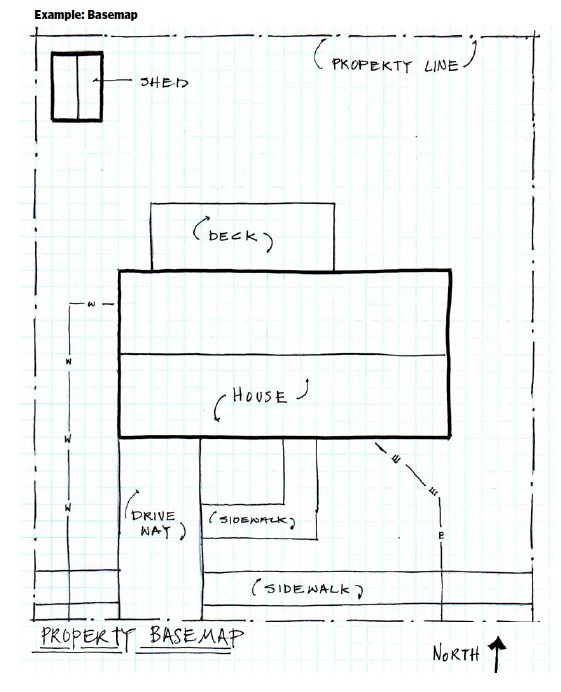 Example: Basemap
PROPERTY LINE
SHED
DECK
W
W
HOUSE
W
E
E
W
DRIVE
WAY
SIDEWALK
E
SIDEWALK
PROPERTY BASEMAP
NORTH